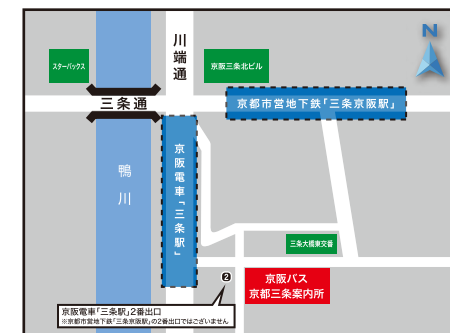 N
川端通
スターバックス
京阪三条北ビル
三条通
京都市営地下鉄「三条京阪駅」
京阪電車「三条駅」
鴨川
三条大橋東交番
❷
京阪バス
京都三条案内所
京阪電車「三条駅」2番出口
※京都市営地下鉄「三条京阪駅」の2番出口ではございません